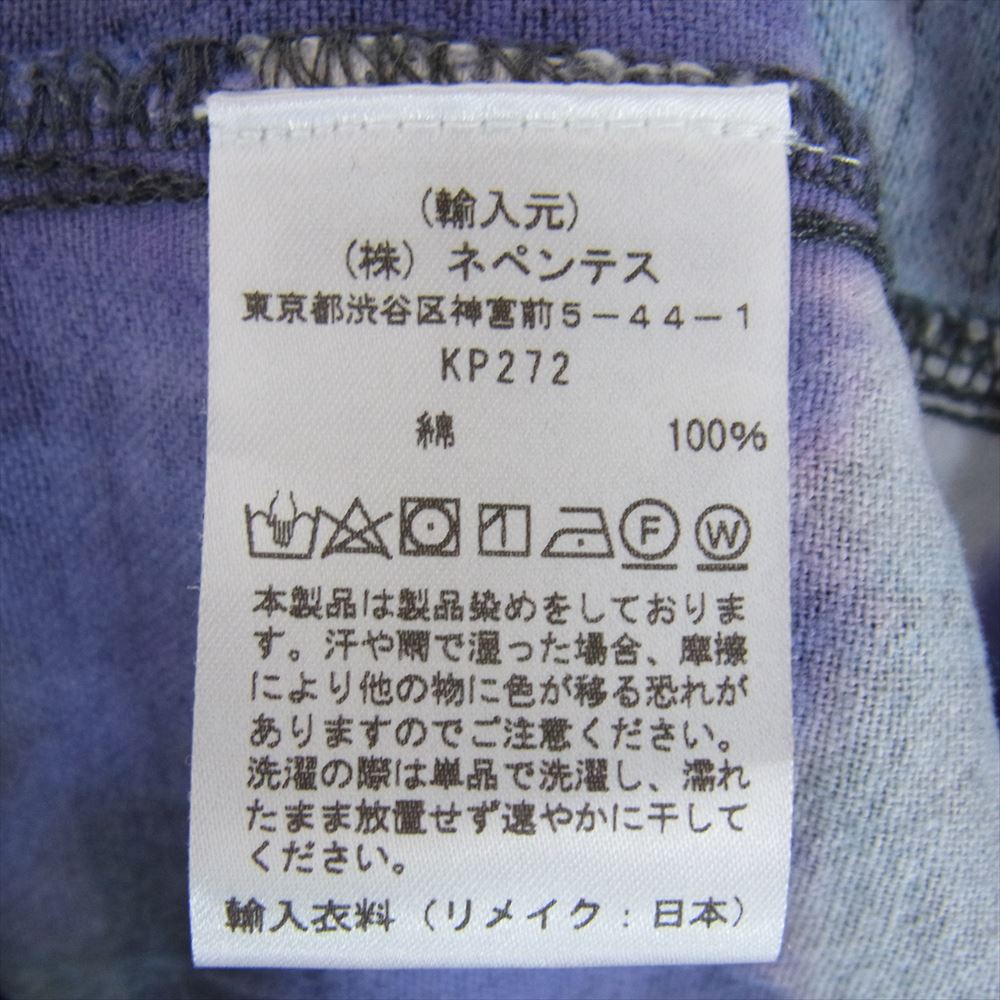 (輸入元)
(株) ネペンテス
東京都渋谷区神宮前5-44-1
KP272
綿 100%
F W
本製品は製品染めをしておりま
す。汗や雨で湿った場合、摩擦
により他の物に色が移る恐れが
ありますのでご注意ください。
洗濯の際は単品で洗濯し、濡れ
たまま放置せず速やかに干して
ください。
輸入衣料 (リメイク:日本)